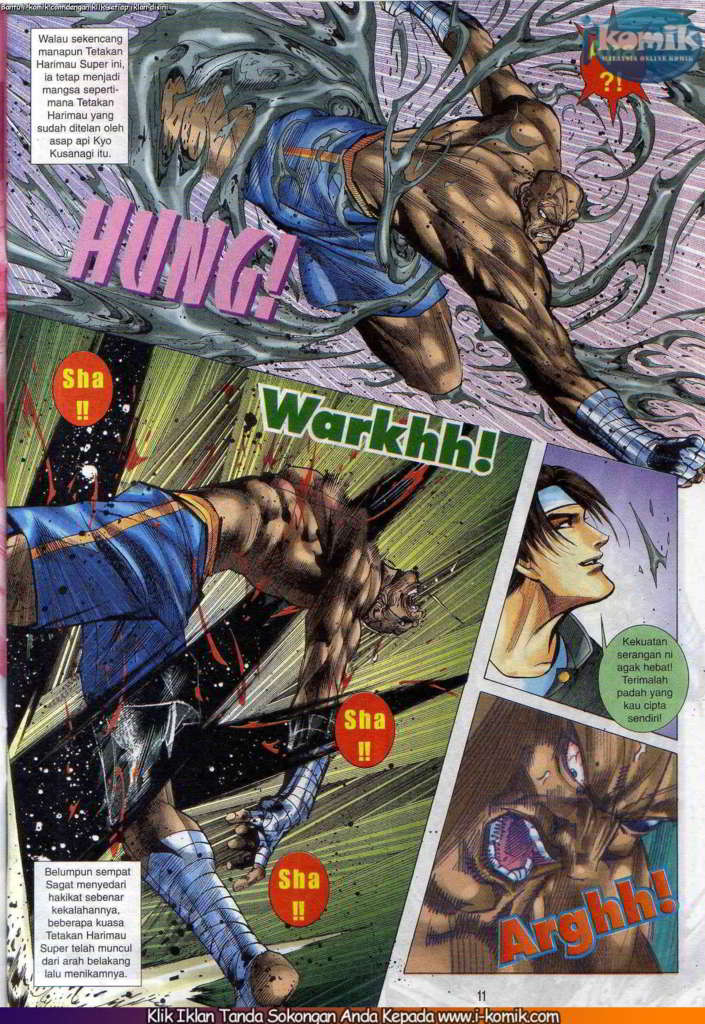 Bantu i-komik.com dengan klik setiap iklan di sini
i komik
MALAYSIA ONLINE KOMIK
?!
Walau sekencang
manapun Tetakan
Harimau Super ini,
ia tetap menjadi
mangsa seperti-
mana Tetakan
Harimau yang
sudah ditelan oleh
asap api Kyo
Kusanagi itu.
HUNG!
Sha
!!
Warkhh!
Kekuatan
serangan ni
agak hebat!
Terimalah
padah yang
kau cipta
sendiri!
Sha
!!
Sha
!!
Belumpun sempat
Sagat menyedari
hakikat sebenar
kekalahannya,
beberapa kuasa
Tetakan Harimau
Super telah muncul
dari arah belakang
lalu menikamnya.
Arghh!
11
Klik Iklan Tanda Sokongan Anda Kepada www.i-komik.com